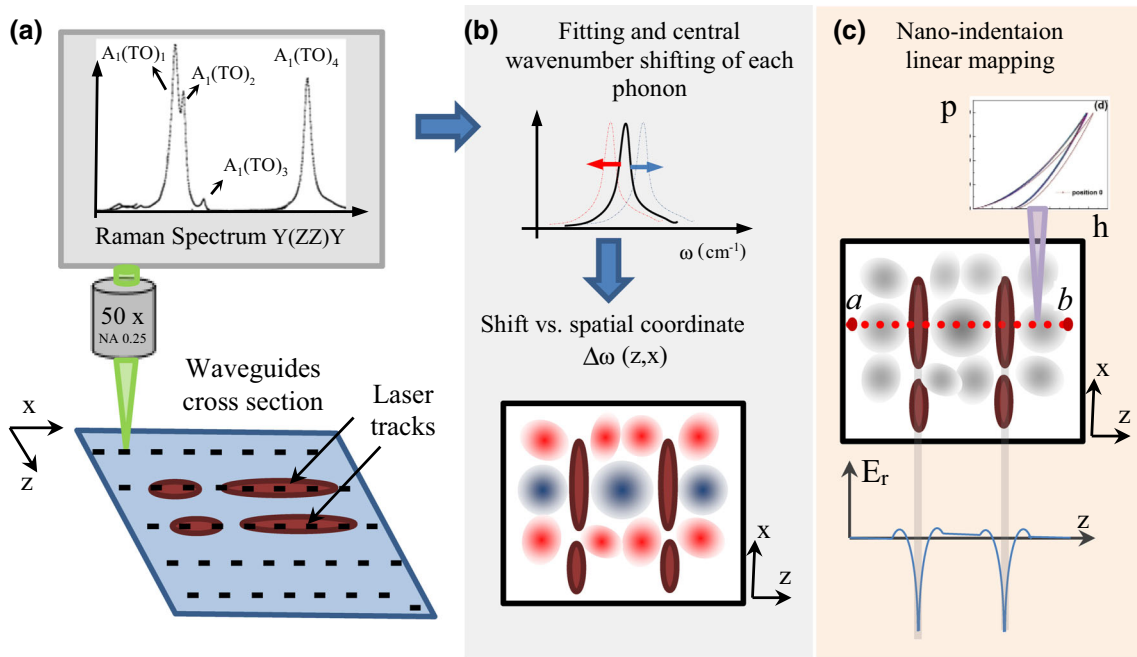 (a)
A₁(TO)₁
A₁(TO)₂
A₁(TO)₄
A₁(TO)₃
Raman Spectrum Y(ZZ)Y
50 x
NA 0.25
Waveguides
cross section
Laser
tracks
x
z
(b)
Fitting and central
wavenumber shifting of each
phonon
ω (cm⁻¹)
Shift vs. spatial coordinate
Δω (z,x)
x
z
(c)
Nano-indentaion
linear mapping
p
(d)
position 0
h
a
b
x
z
Eᵣ
z